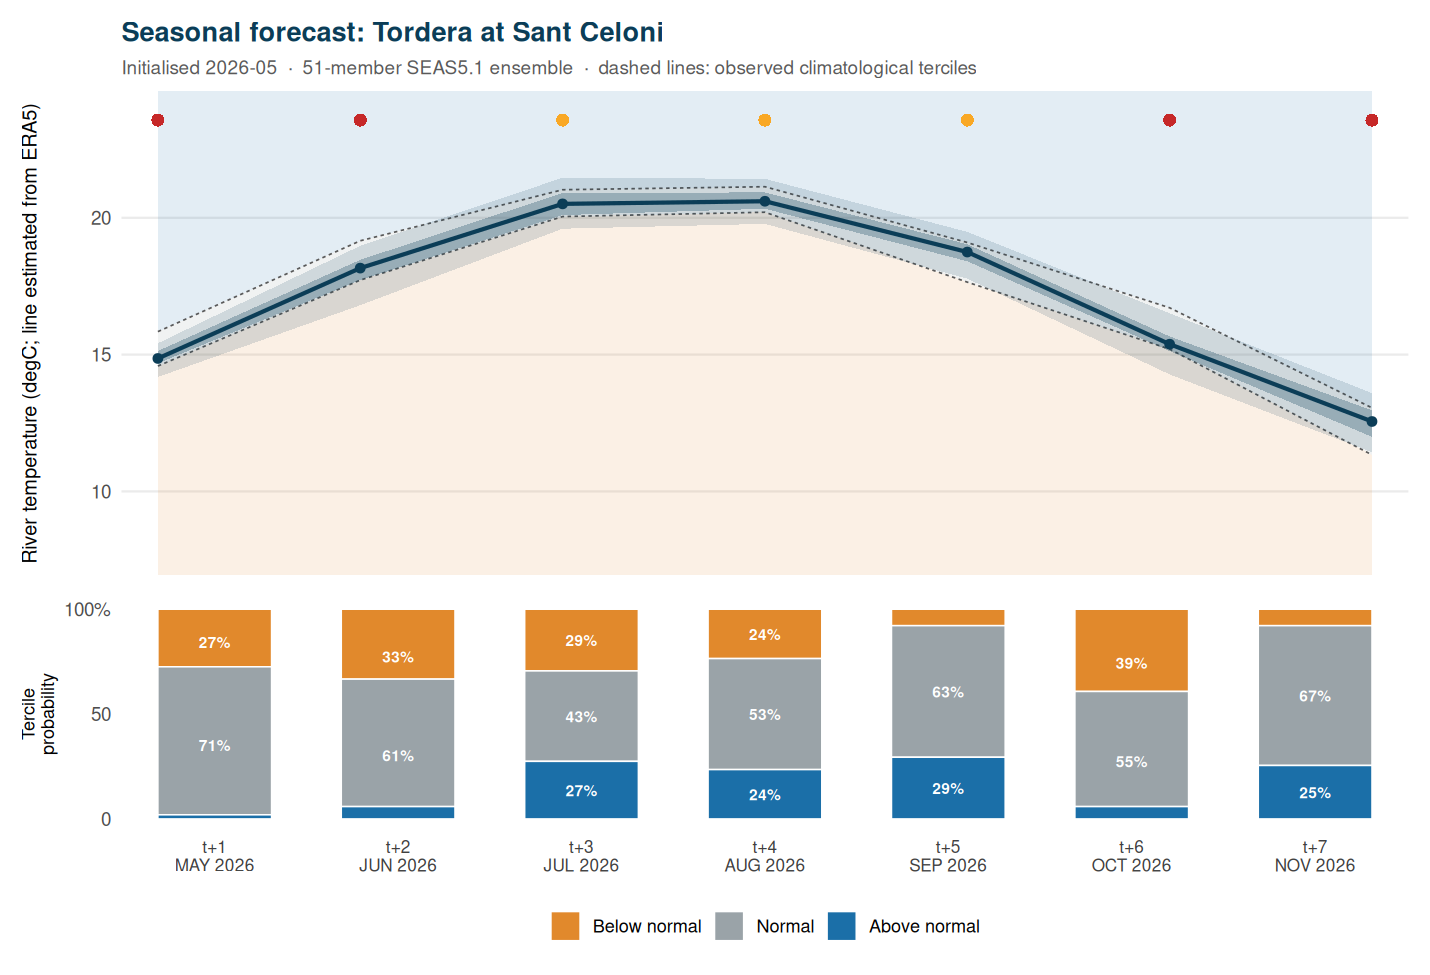 Seasonal forecast: Tordera at Sant Celoni
Initialised 2026-05 · 51-member SEAS5.1 ensemble · dashed lines: observed climatological terciles
River temperature (degC; line estimated from ERA5)
20
15
10
Tercile
probability
100%
50
0
27%
33%
29%
24%
39%
71%
61%
43%
53%
63%
55%
67%
27%
24%
29%
25%
t+1
MAY 2026
t+2
JUN 2026
t+3
JUL 2026
t+4
AUG 2026
t+5
SEP 2026
t+6
OCT 2026
t+7
NOV 2026
Below normal
Normal
Above normal